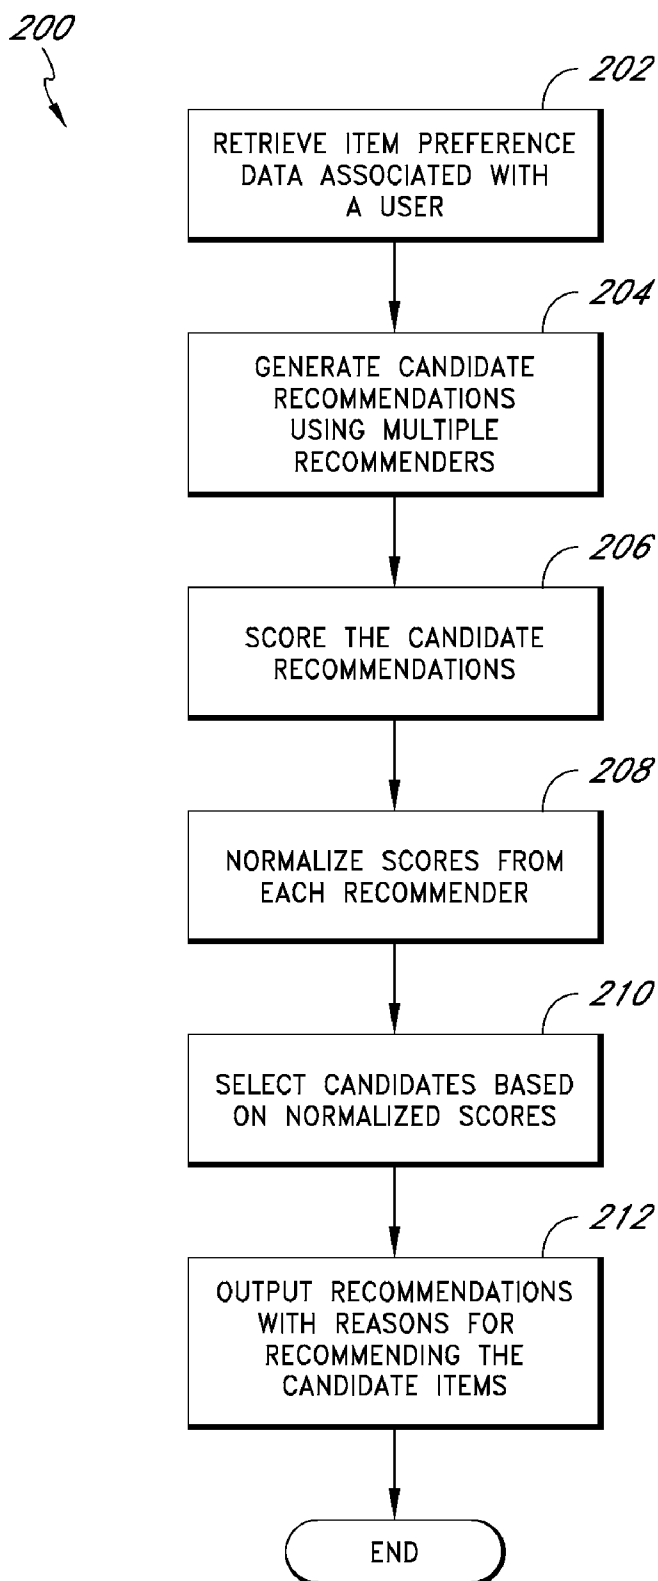 200
202
RETRIEVE ITEM PREFERENCE
DATA ASSOCIATED WITH
A USER
204
GENERATE CANDIDATE
RECOMMENDATIONS
USING MULTIPLE
RECOMMENDERS
206
SCORE THE CANDIDATE
RECOMMENDATIONS
208
NORMALIZE SCORES FROM
EACH RECOMMENDER
210
SELECT CANDIDATES BASED
ON NORMALIZED SCORES
212
OUTPUT RECOMMENDATIONS
WITH REASONS FOR
RECOMMENDING THE
CANDIDATE ITEMS
END